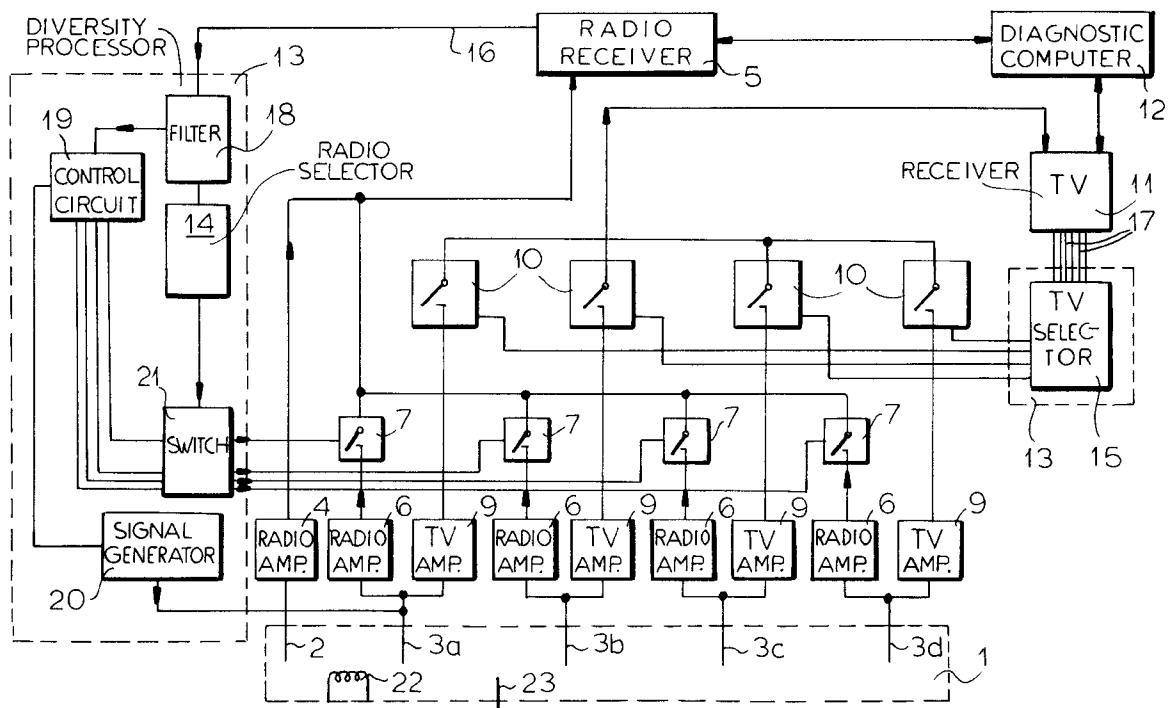 DIVERSITY
PROCESSOR
13
16
RADIO
RECEIVER
5
DIAGNOSTIC
COMPUTER
12
19
FILTER
18
CONTROL
CIRCUIT
RADIO
SELECTOR
14
RECEIVER
TV
11
17
10
10
TV
SELEC-
TOR
13
15
21
SWITCH
7
7
7
7
SIGNAL
GENERATOR
20
4
RADIO
AMP.
6
RADIO
AMP.
9
TV
AMP.
6
RADIO
AMP.
9
TV
AMP.
6
RADIO
AMP.
9
TV
AMP.
6
RADIO
AMP.
9
TV
AMP.
2
3a
3b
3c
3d
1
22
23